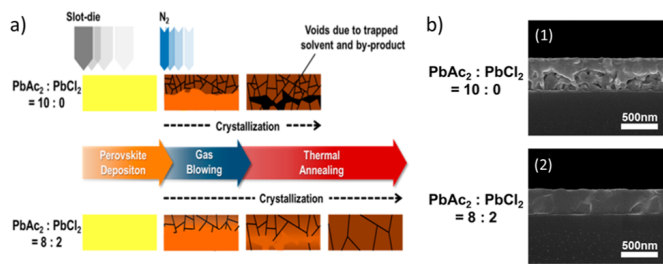 a)
Slot-die
N₂
Voids due to trapped
solvent and by-product
PbAc₂ : PbCl₂
= 10 : 0
Crystallization
Perovskite
Depositon
Gas
Blowing
Thermal
Annealing
Crystallization
PbAc₂ : PbCl₂
= 8 : 2
b)
(1)
PbAc₂ : PbCl₂
= 10 : 0
500nm
(2)
PbAc₂ : PbCl₂
= 8 : 2
500nm